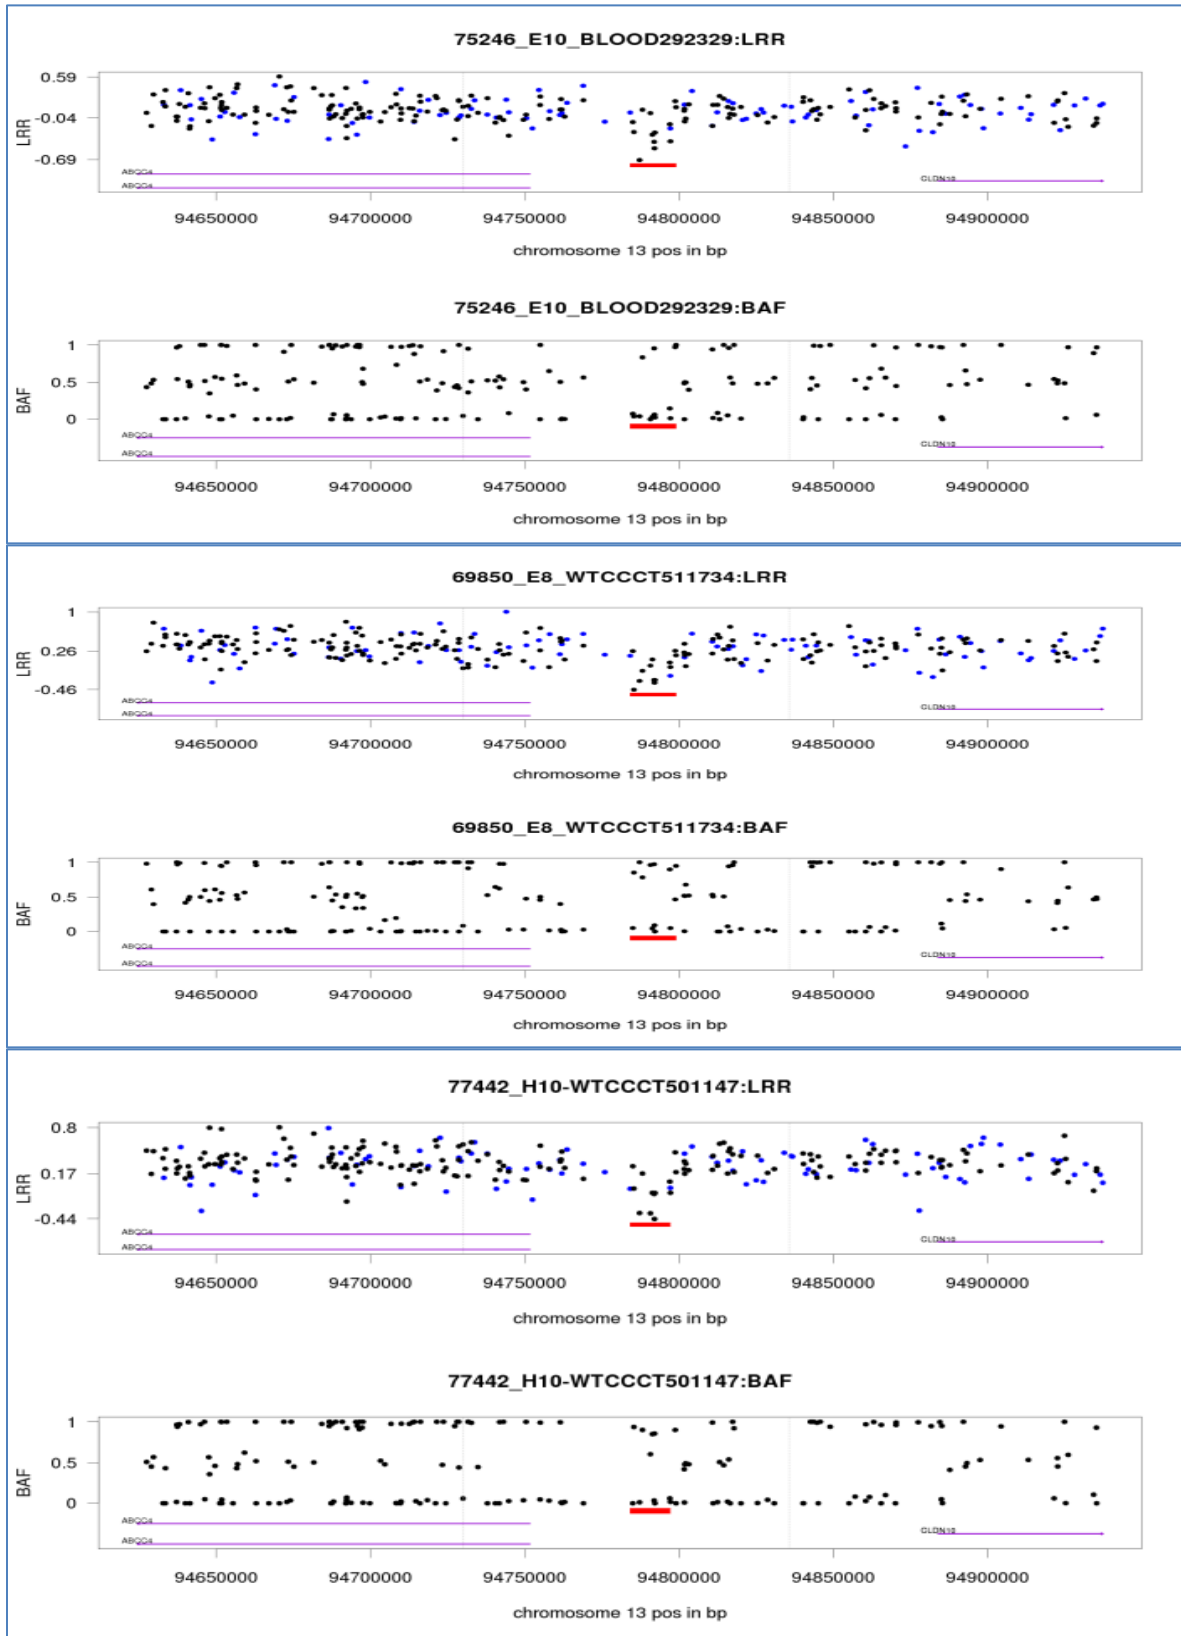 75246_E10_BLOOD292329:LRR
0.59
-0.04
-0.69
LRR
ABCC4
ABCC4
CLDN10
94650000 94700000 94750000 94800000 94850000 94900000
chromosome 13 pos in bp
75246_E10_BLOOD292329:BAF
1
0.5
0
BAF
ABCC4
ABCC4
CLDN10
94650000 94700000 94750000 94800000 94850000 94900000
chromosome 13 pos in bp
69850_E8_WTCCCT511734:LRR
1
0.26
-0.46
LRR
ABCC4
ABCC4
CLDN10
94650000 94700000 94750000 94800000 94850000 94900000
chromosome 13 pos in bp
69850_E8_WTCCCT511734:BAF
1
0.5
0
BAF
ABCC4
ABCC4
CLDN10
94650000 94700000 94750000 94800000 94850000 94900000
chromosome 13 pos in bp
77442_H10-WTCCCT501147:LRR
0.8
0.17
-0.44
LRR
ABCC4
ABCC4
CLDN10
94650000 94700000 94750000 94800000 94850000 94900000
chromosome 13 pos in bp
77442_H10-WTCCCT501147:BAF
1
0.5
0
BAF
ABCC4
ABCC4
CLDN10
94650000 94700000 94750000 94800000 94850000 94900000
chromosome 13 pos in bp